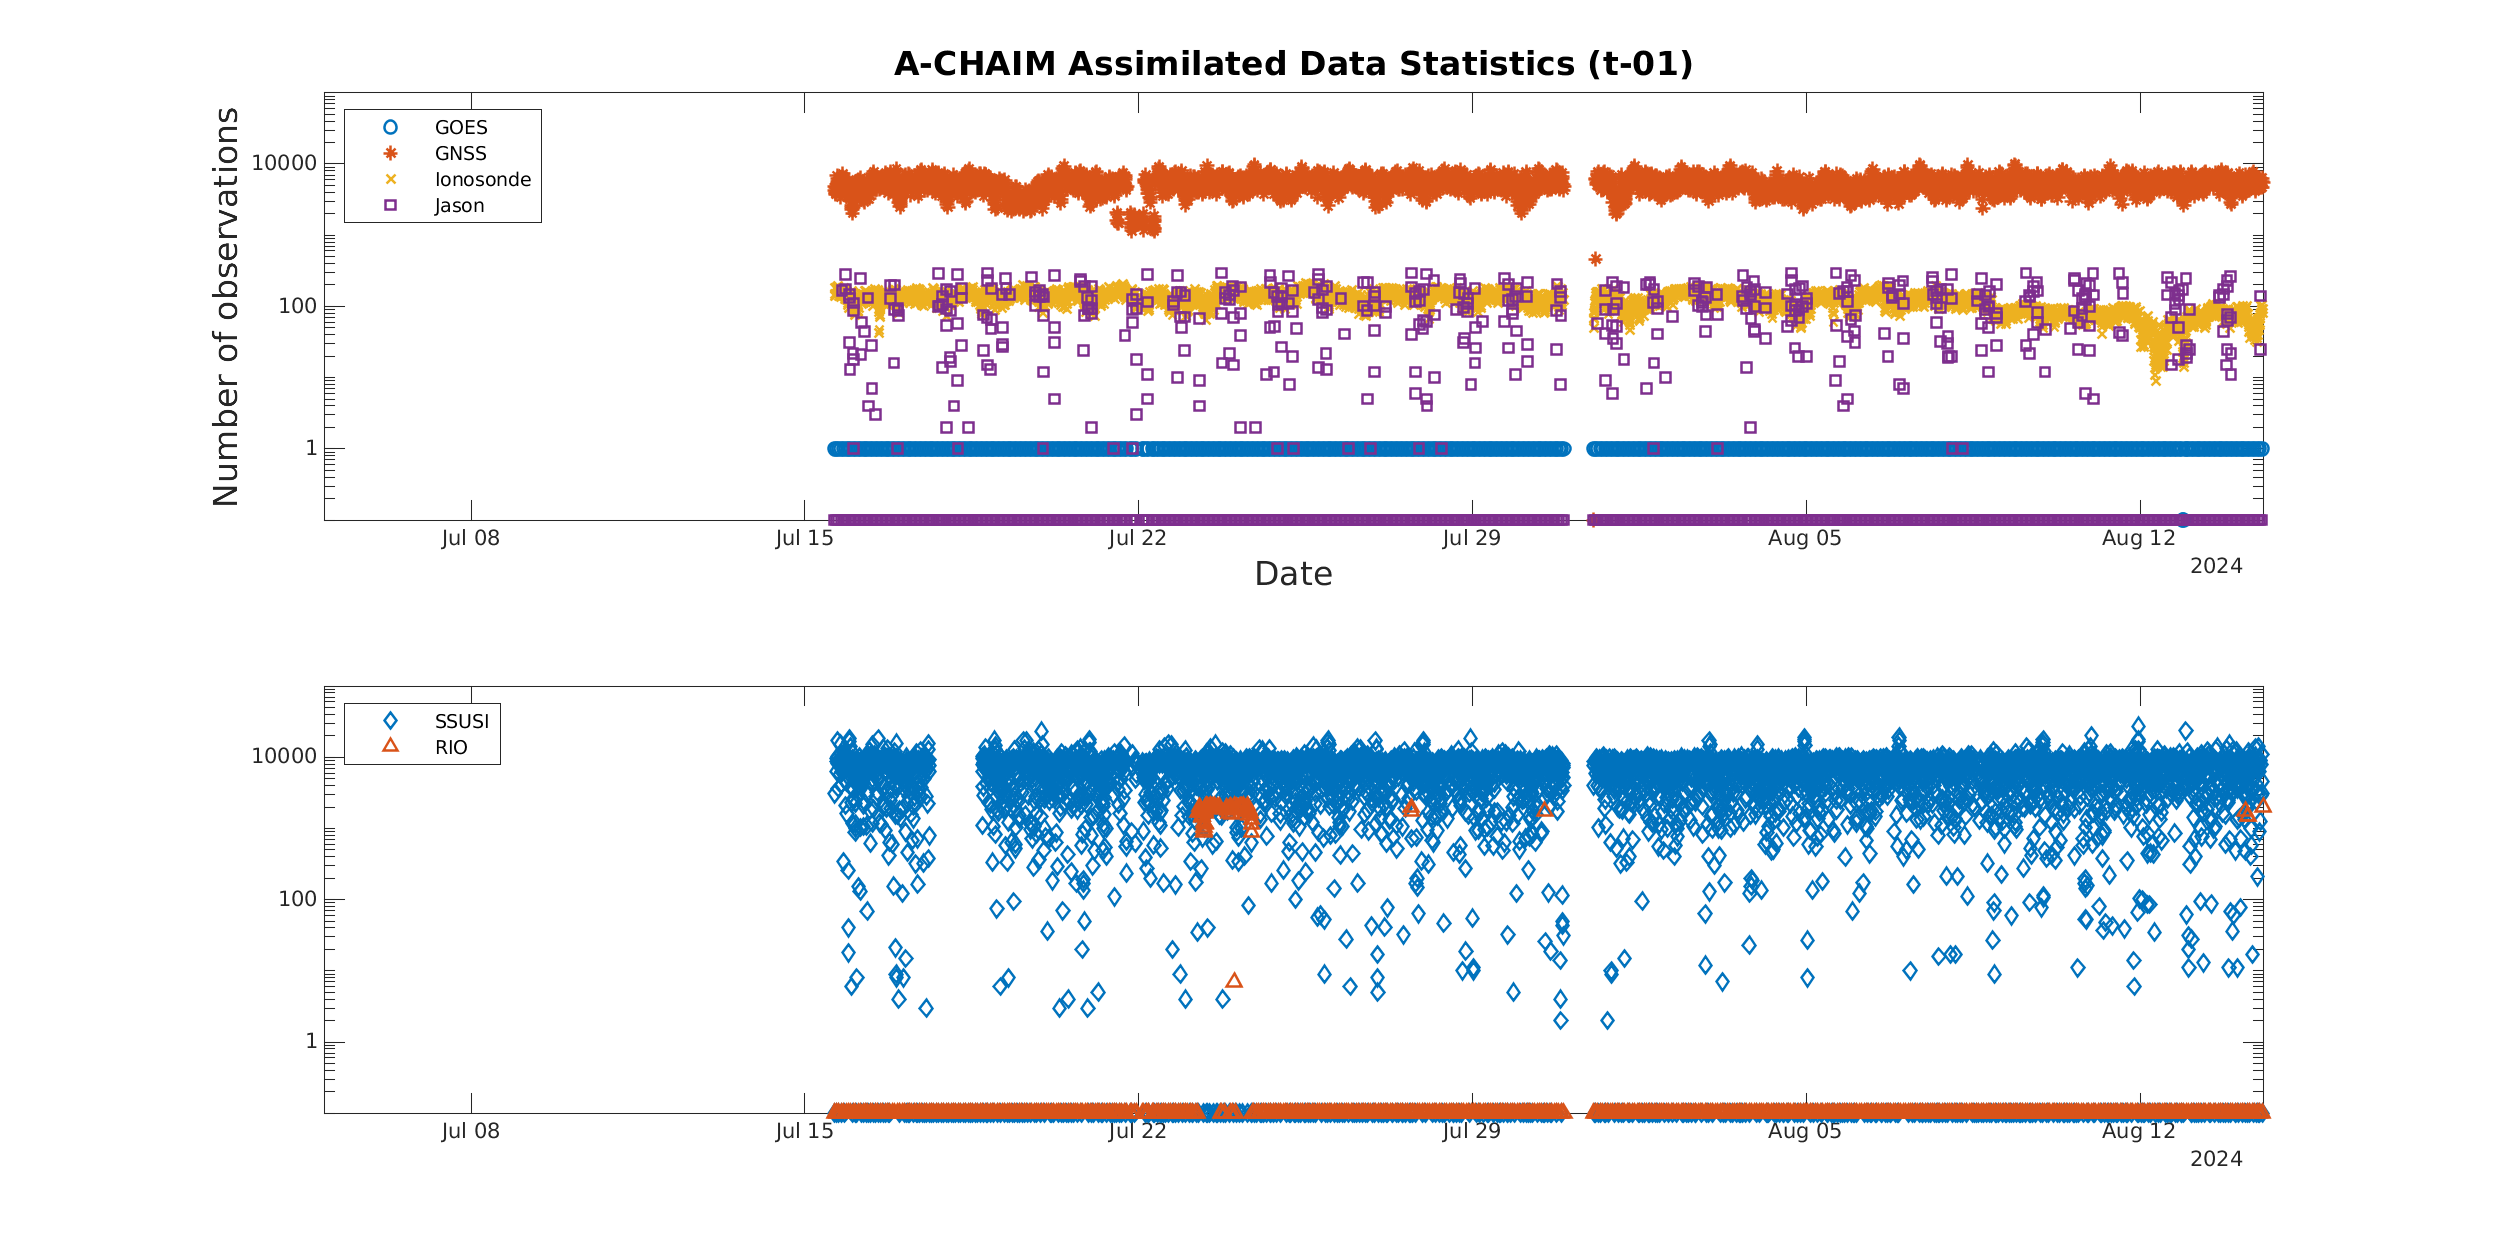 A-CHAIM Assimilated Data Statistics (t-01)
Number of observations
10000
100
1
GOES
GNSS
Ionosonde
Jason
Jul 08
Jul 15
Jul 22
Jul 29
Aug 05
Aug 12
2024
Date
10000
100
1
SSUSI
RIO
Jul 08
Jul 15
Jul 22
Jul 29
Aug 05
Aug 12
2024